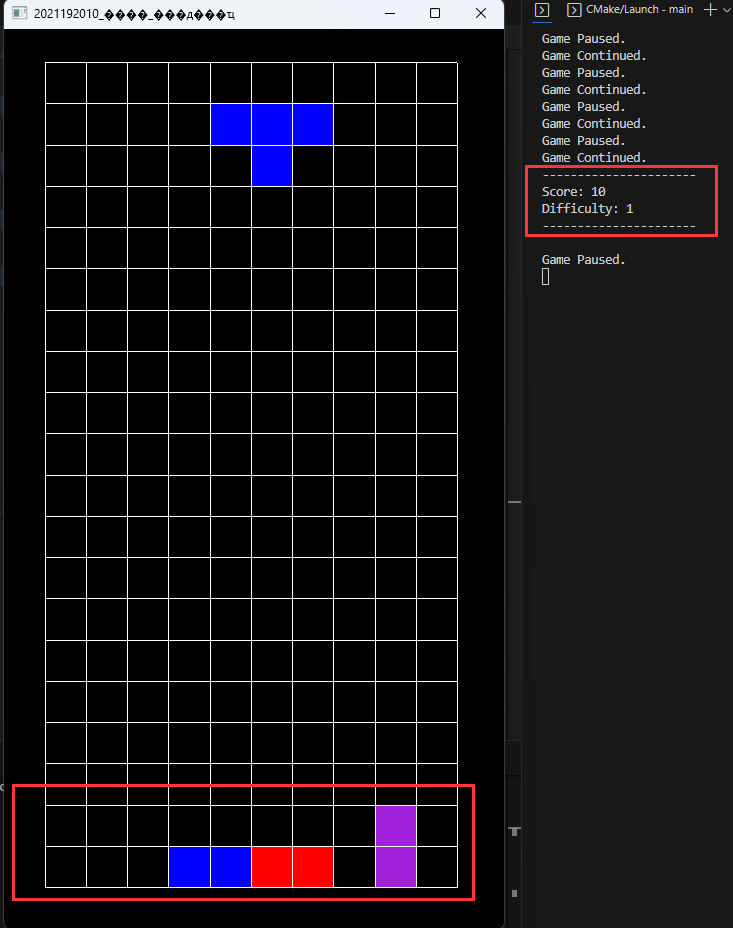 2021192010_����_���д���ҵ
CMake/Launch - main
Game Paused.
Game Continued.
Game Paused.
Game Continued.
Game Paused.
Game Continued.
Game Paused.
Game Continued.
----------------------
Score: 10
Difficulty: 1
----------------------
Game Paused.